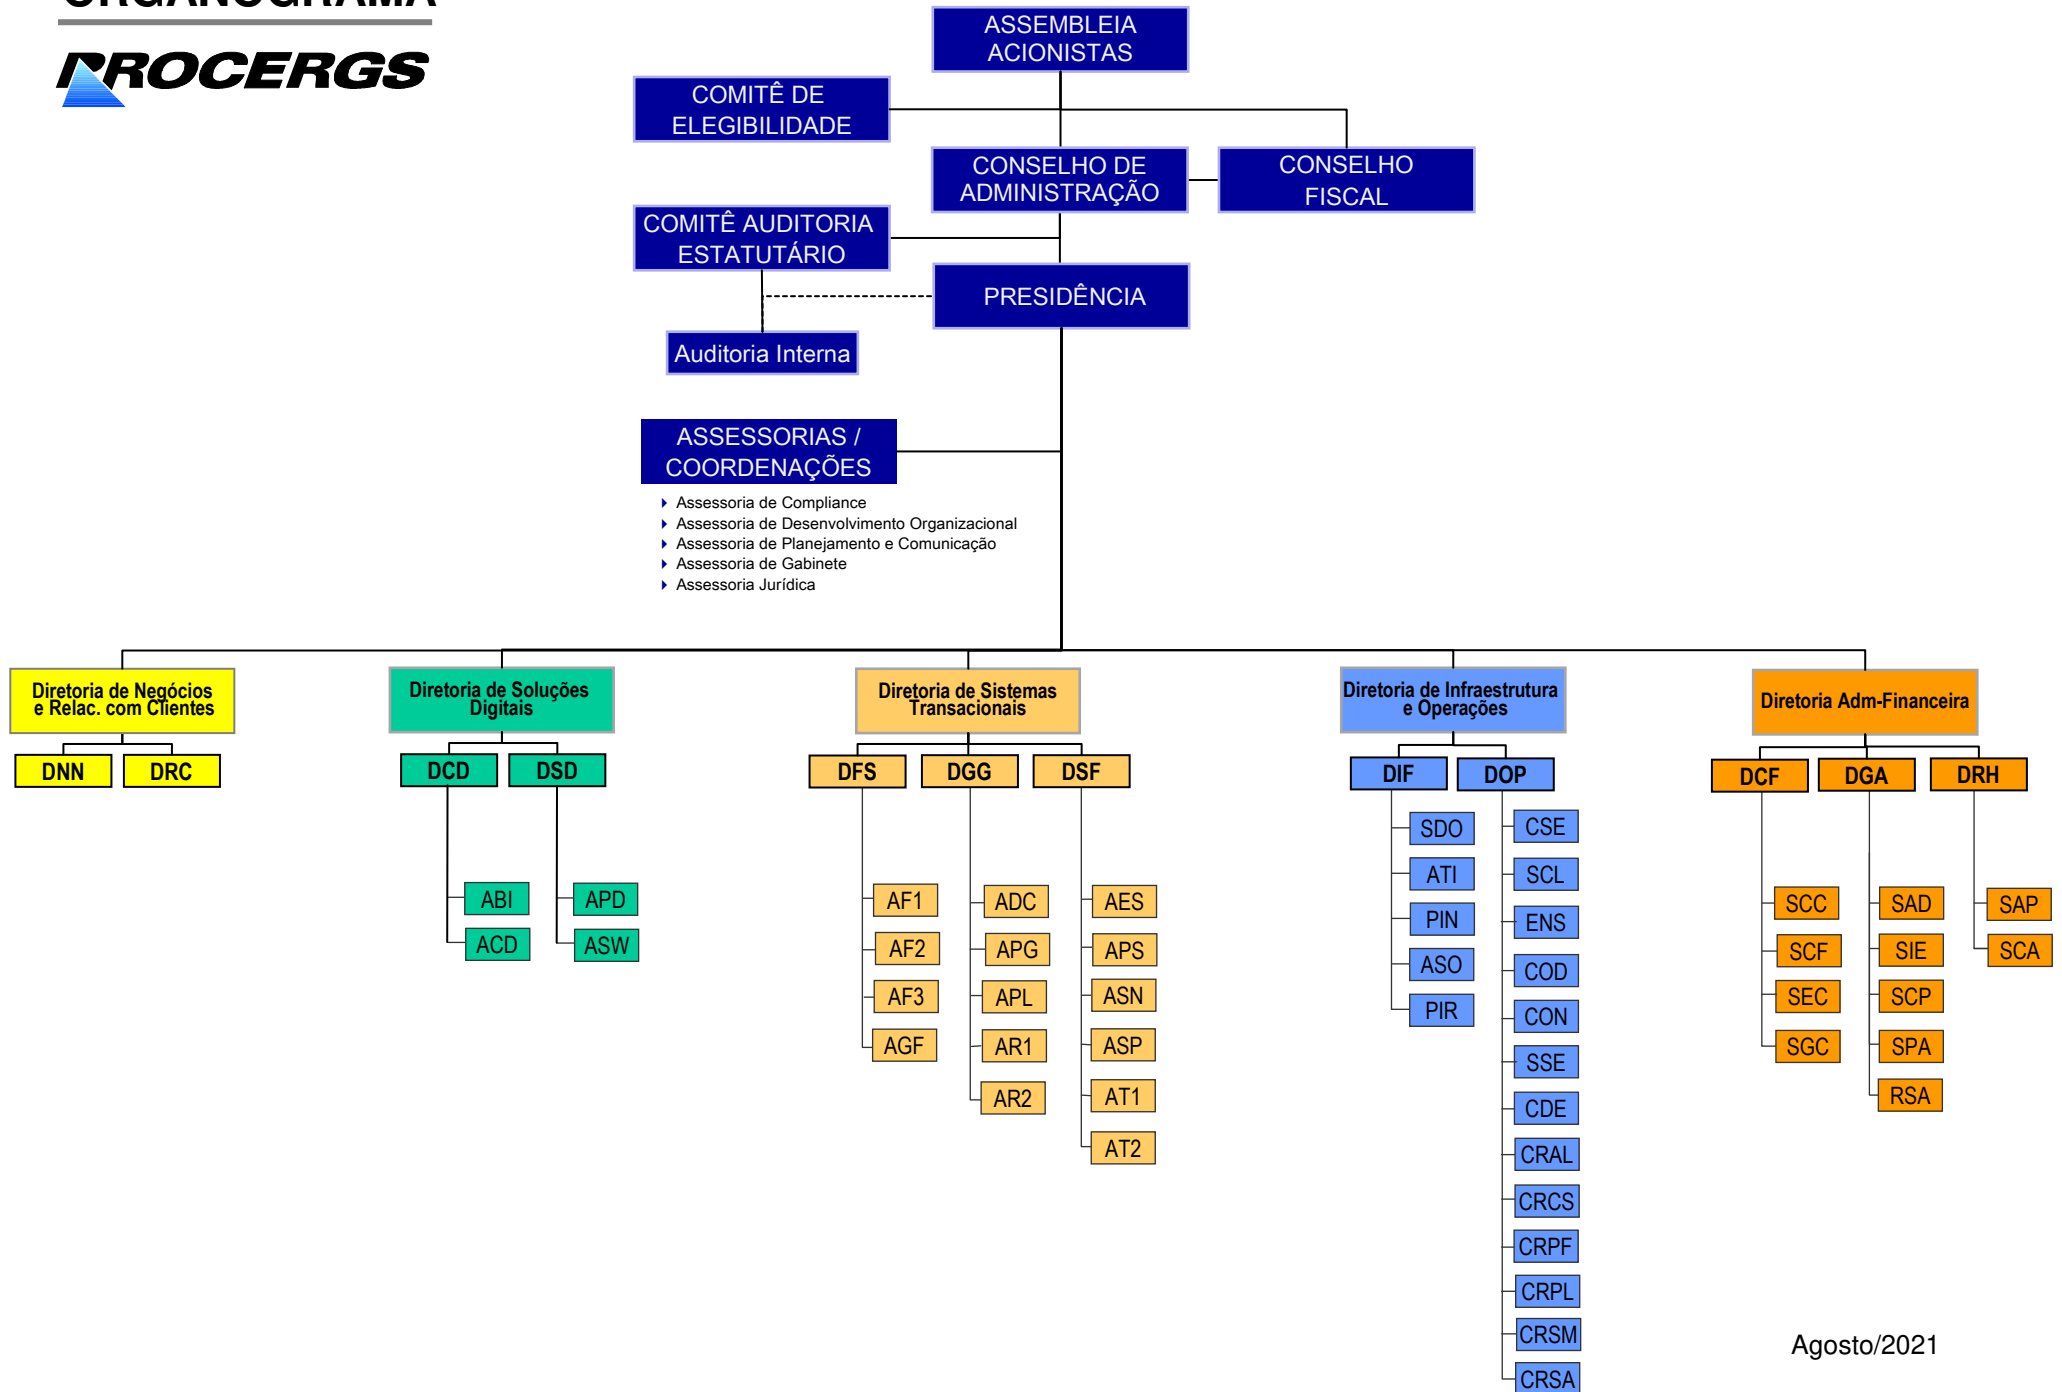 ORGANOGRAMA
PROCERGS
ASSEMBLEIA
ACIONISTAS
COMITÊ DE
ELEGIBILIDADE
CONSELHO DE
ADMINISTRAÇÃO
CONSELHO
FISCAL
COMITÊ AUDITORIA
ESTATUTÁRIO
PRESIDÊNCIA
Auditoria Interna
ASSESSORIAS /
COORDENAÇÕES
Assessoria de Compliance
Assessoria de Desenvolvimento Organizacional
Assessoria de Planejamento e Comunicação
Assessoria de Gabinete
Assessoria Jurídica
Diretoria de Negócios
e Relac. com Clientes
DNN
DRC
Diretoria de Soluções
Digitais
DCD
DSD
ABI
ACD
APD
ASW
Diretoria de Sistemas
Transacionais
DFS
DGG
DSF
AF1
AF2
AF3
AGF
ADC
APG
APL
AR1
AR2
AES
APS
ASN
ASP
AT1
AT2
Diretoria de Infraestrutura
e Operações
DIF
DOP
SDO
ATI
PIN
ASO
PIR
CSE
SCL
ENS
COD
CON
SSE
CDE
CRAL
CRCS
CRPF
CRPL
CRSM
CRSA
Diretoria Adm-Financeira
DCF
DGA
DRH
SCC
SCF
SEC
SGC
SAD
SIE
SCP
SPA
RSA
SAP
SCA
Agosto/2021